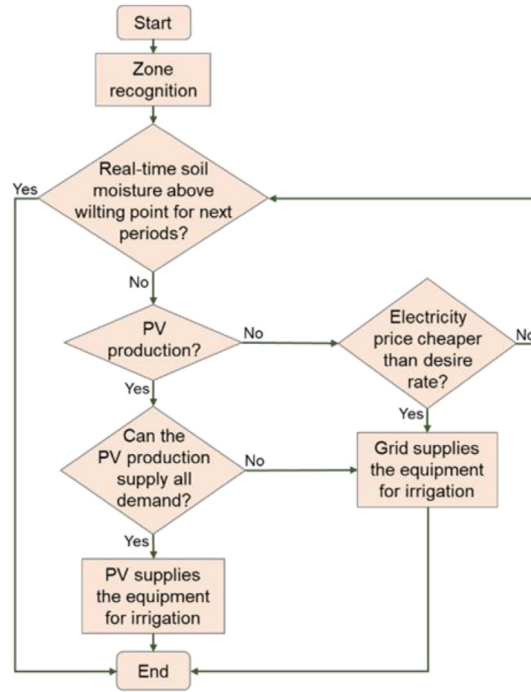 Start
Zone
recognition
Real-time soil
moisture above
wilting point for next
periods?
Yes
No
PV
production?
No
Electricity
price cheaper
than desire
rate?
No
Yes
Yes
Can the
PV production
supply all
demand?
No
Grid supplies
the equipment
for irrigation
Yes
PV supplies
the equipment
for irrigation
End